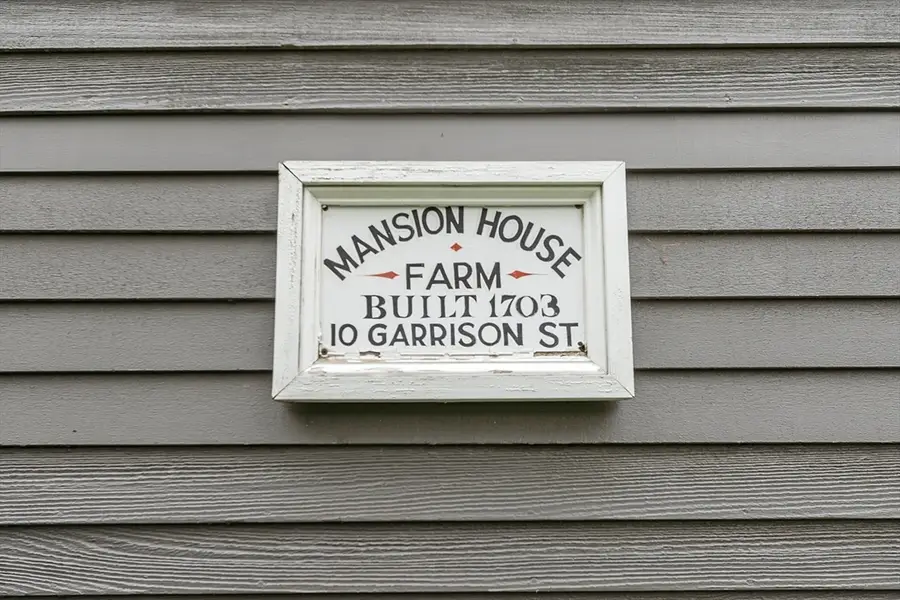 MANSION HOUSE
FARM
BUILT 1703
10 GARRISON ST.